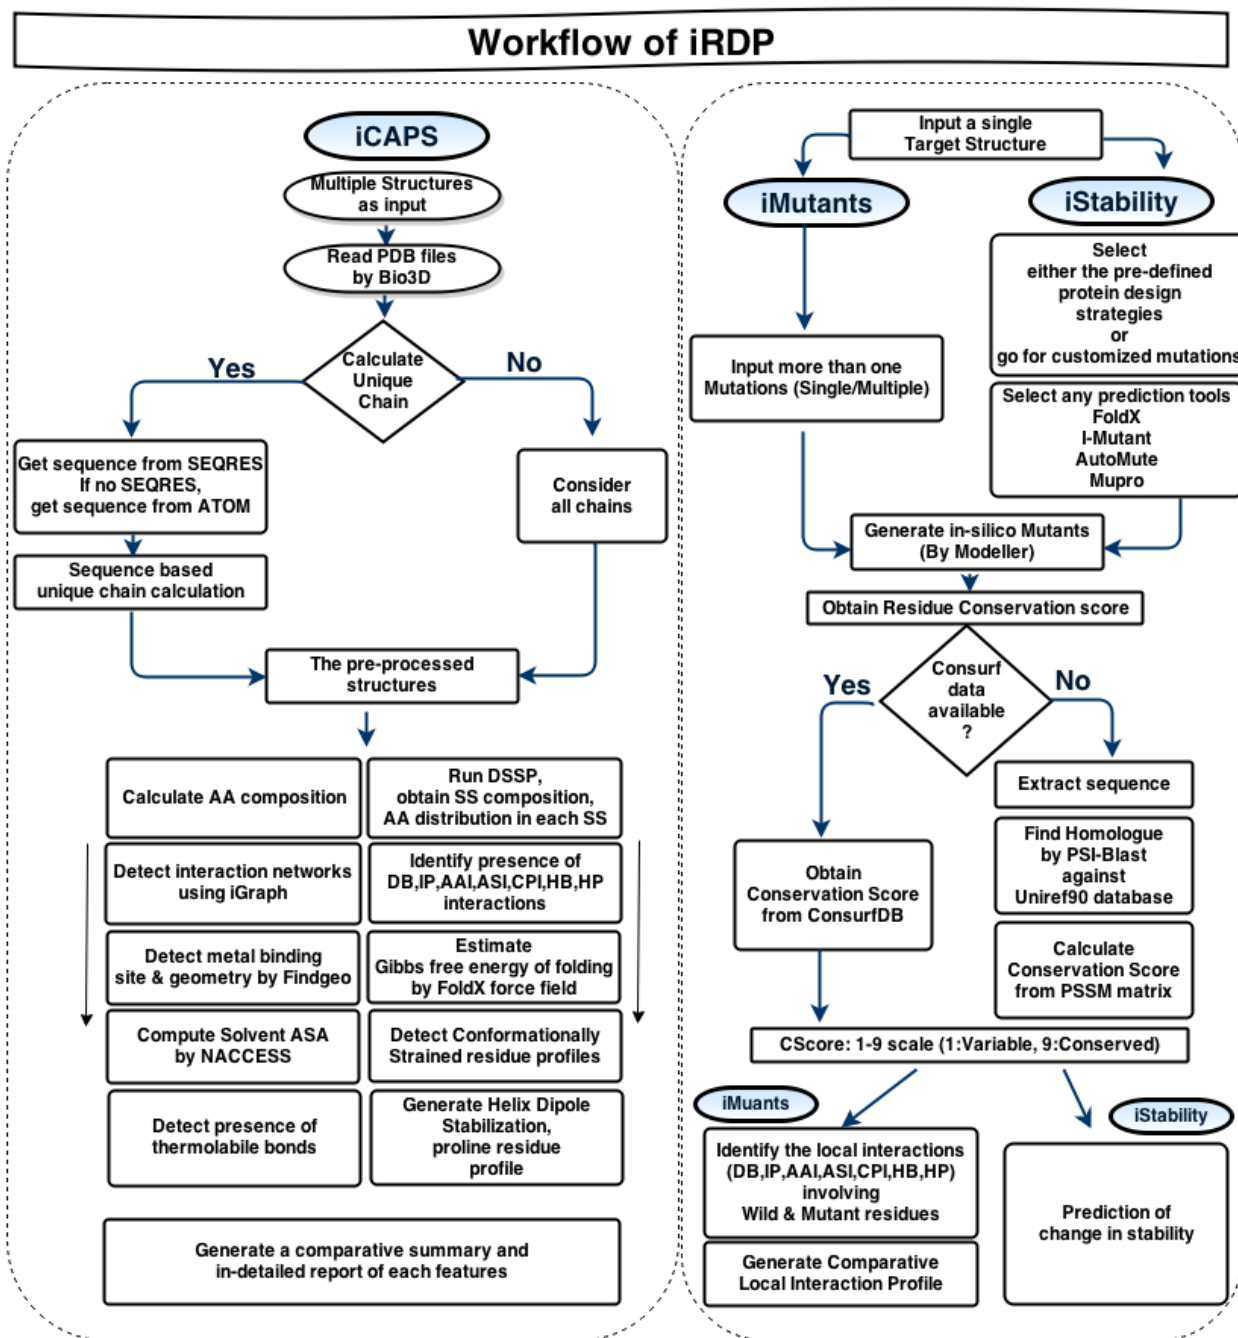 Workflow of iRDP
iCAPS
Multiple Structures
as input
Read PDB files
by Bio3D
Calculate
Unique
Chain
Yes
No
Get sequence from SEQRES
If no SEQRES,
get sequence from ATOM
Sequence based
unique chain calculation
Consider
all chains
The pre-processed
structures
Calculate AA composition
Run DSSP,
obtain SS composition,
AA distribution in each SS
Detect interaction networks
using iGraph
Identify presence of
DB,IP,AAI,ASI,CPI,HB,HP
interactions
Detect metal binding
site & geometry by Findgeo
Estimate
Gibbs free energy of folding
by FoldX force field
Compute Solvent ASA
by NACCESS
Detect Conformationally
Strained residue profiles
Detect presence of
thermolabile bonds
Generate Helix Dipole
Stabilization,
proline residue
profile
Generate a comparative summary and
in-detailed report of each features
Input a single
Target Structure
iMutants
iStability
Input more than one
Mutations (Single/Multiple)
Select
either the pre-defined
protein design
strategies
or
go for customized mutations
Select any prediction tools
FoldX
I-Mutant
AutoMute
Mupro
Generate in-silico Mutants
(By Modeller)
Obtain Residue Conservation score
Consurf
data
available
?
Yes
No
Obtain
Conservation Score
from ConsurfDB
Extract sequence
Find Homologue
by PSI-Blast
against
Uniref90 database
Calculate
Conservation Score
from PSSM matrix
CScore: 1-9 scale (1:Variable, 9:Conserved)
iMuants
iStability
Identify the local interactions
(DB,IP,AAI,ASI,CPI,HB,HP)
involving
Wild & Mutant residues
Generate Comparative
Local Interaction Profile
Prediction of
change in stability